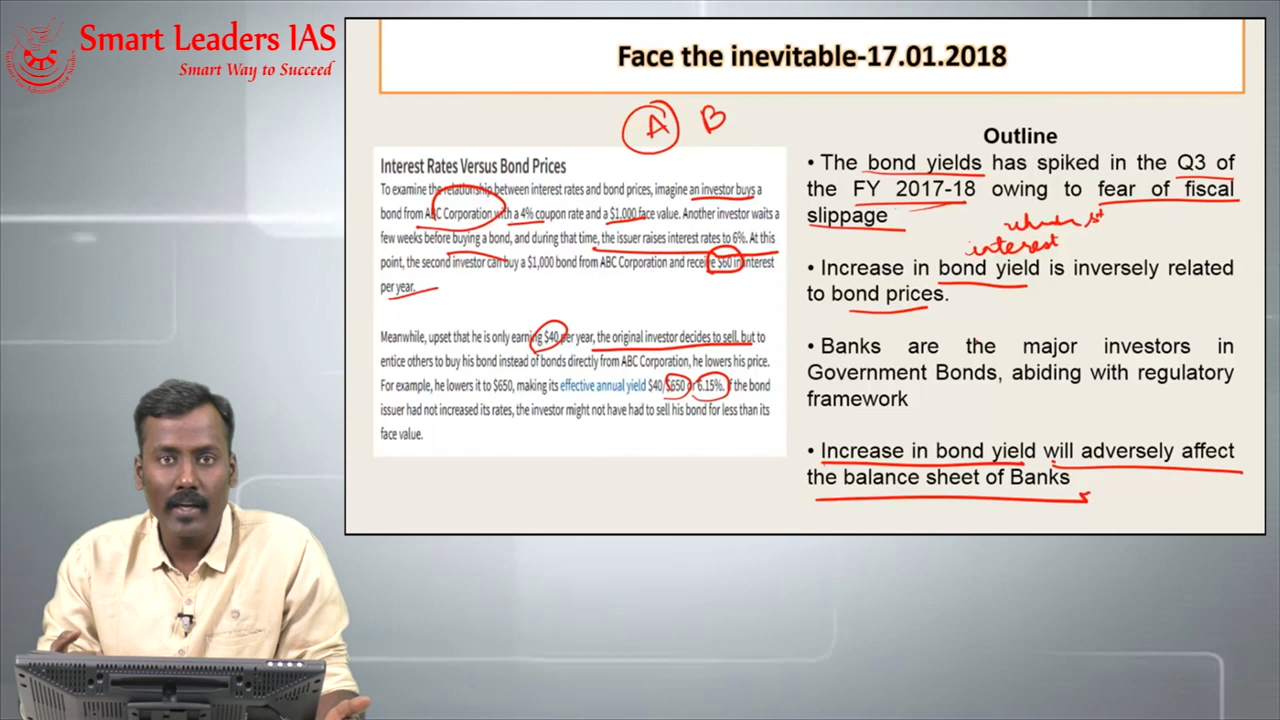 Smart Leaders IAS
Smart Way to Succeed
Face the inevitable-17.01.2018
A B
Interest Rates Versus Bond Prices
To examine the relationship between interest rates and bond prices, imagine an investor buys a
bond from ABC Corporation with a 4% coupon rate and a $1,000 face value. Another investor waits a
few weeks before buying a bond, and during that time, the issuer raises interest rates to 6%. At this
point, the second investor can buy a $1,000 bond from ABC Corporation and receive $60 in interest
per year.
Meanwhile, upset that he is only earning $40 per year, the original investor decides to sell, but to
entice others to buy his bond instead of bonds directly from ABC Corporation, he lowers his price.
For example, he lowers it to $650, making its effective annual yield $40/$650 or 6.15%. If the bond
issuer had not increased its rates, the investor might not have had to sell his bond for less than its
face value.
Outline
• The bond yields has spiked in the Q3 of
the FY 2017-18 owing to fear of fiscal
slippage
interest
• Increase in bond yield is inversely related
to bond prices.
• Banks are the major investors in
Government Bonds, abiding with regulatory
framework
• Increase in bond yield will adversely affect
the balance sheet of Banks